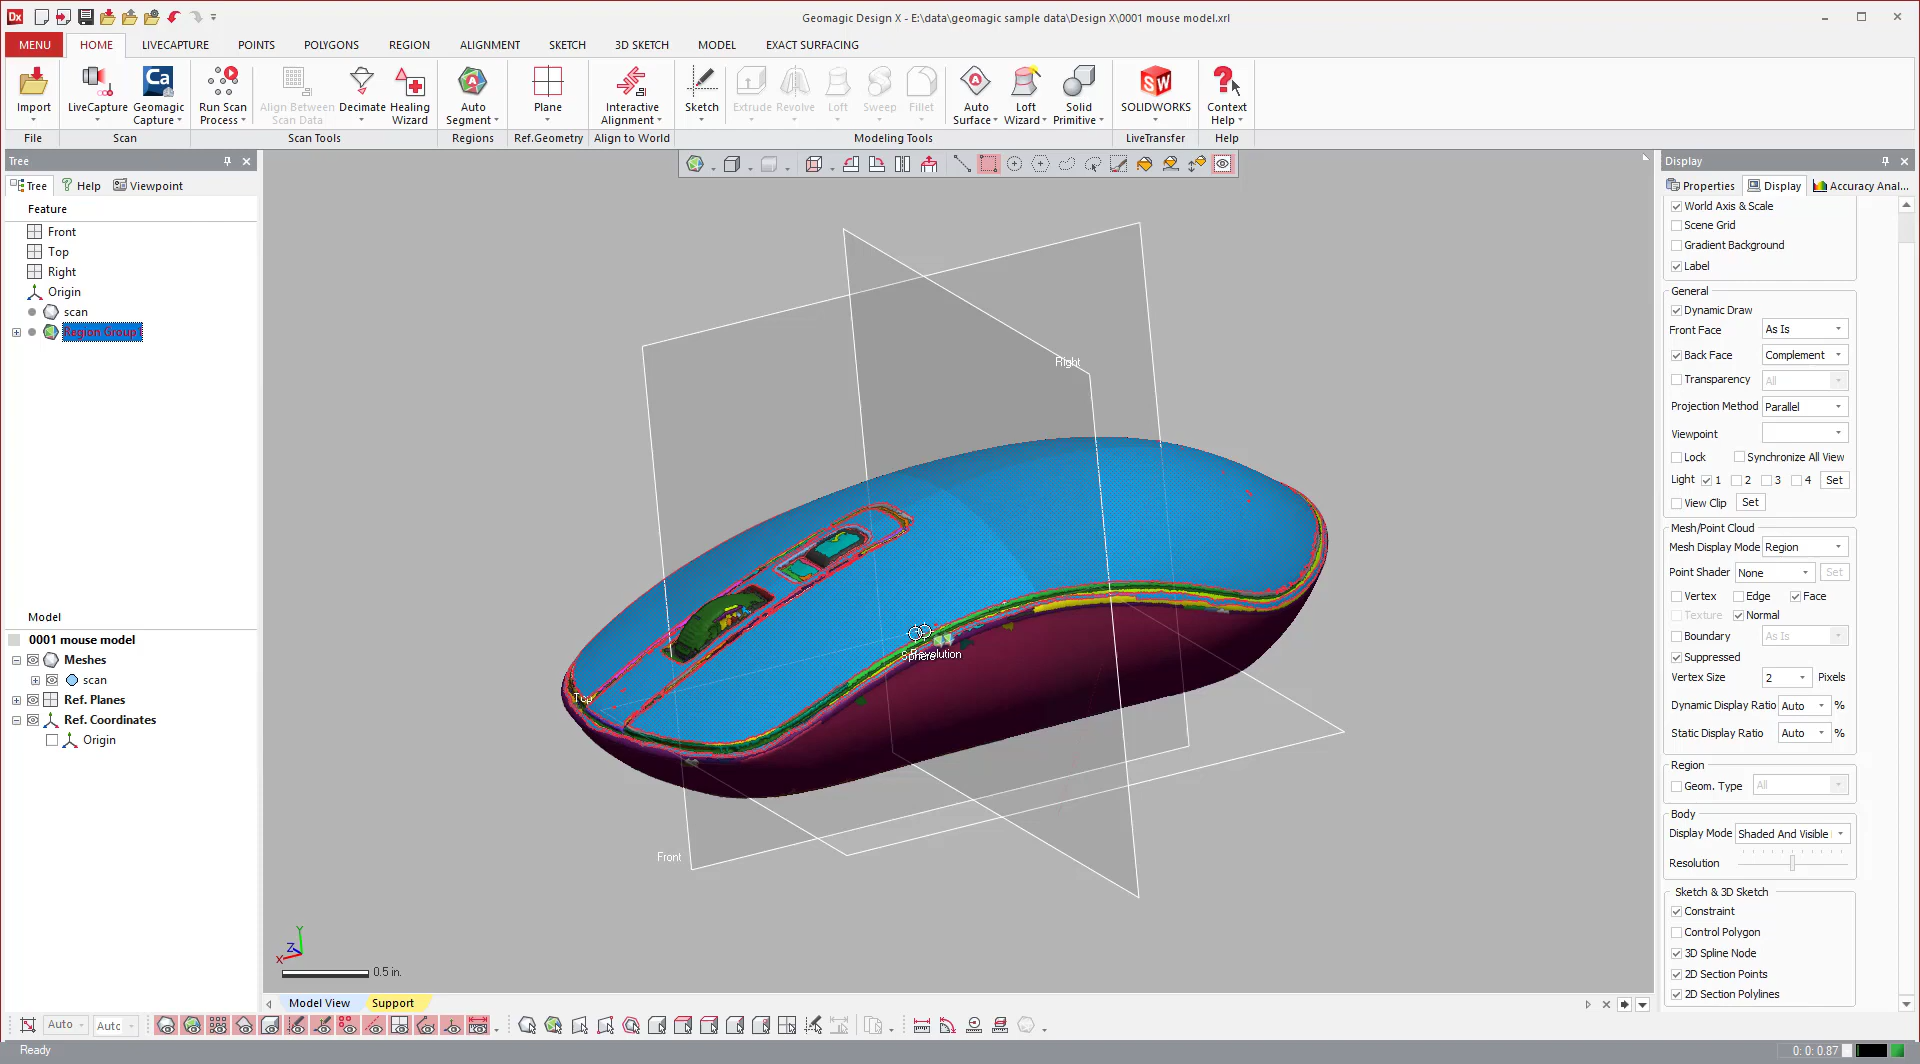 Dx
Geomagic Design X - E:\data\geomagic sample data\Design X\0001 mouse model.xrl
MENU HOME LIVECAPTURE POINTS POLYGONS REGION ALIGNMENT SKETCH 3D SKETCH MODEL EXACT SURFACING
Import
LiveCapture
Geomagic Capture
Run Scan Process
Align Between Scan Data
Decimate
Healing Wizard
Auto Segment
Plane
Interactive Alignment
Sketch
Extrude
Revolve
Loft
Sweep
Fillet
Auto Surface
Loft Wizard
Solid Primitive
SOLIDWORKS
Context Help
File Scan Scan Tools Regions Ref.Geometry Align to World Modeling Tools LiveTransfer Help
Tree
Tree Help Viewpoint
Feature
Front
Top
Right
Origin
scan
Region Group
Model
0001 mouse model
Meshes
scan
Ref. Planes
Ref. Coordinates
Origin
Right
Revolution
Sphere
Top
Front
Y
Z
X
0.5 in.
Model View Support
Display
Properties Display Accuracy Anal...
World Axis & Scale
Scene Grid
Gradient Background
Label
General
Dynamic Draw
Front Face As Is
Back Face Complement
Transparency All
Projection Method Parallel
Viewpoint
Lock Synchronize All View
Light 1 2 3 4 Set
View Clip Set
Mesh/Point Cloud
Mesh Display Mode Region
Point Shader None Set
Vertex Edge Face
Texture Normal
Boundary As Is
Suppressed
Vertex Size 2 Pixels
Dynamic Display Ratio Auto %
Static Display Ratio Auto %
Region
Geom. Type All
Body
Display Mode Shaded And Visible
Resolution
Sketch & 3D Sketch
Constraint
Control Polygon
3D Spline Node
2D Section Points
2D Section Polylines
Auto Auto
Ready
0: 0: 0.87